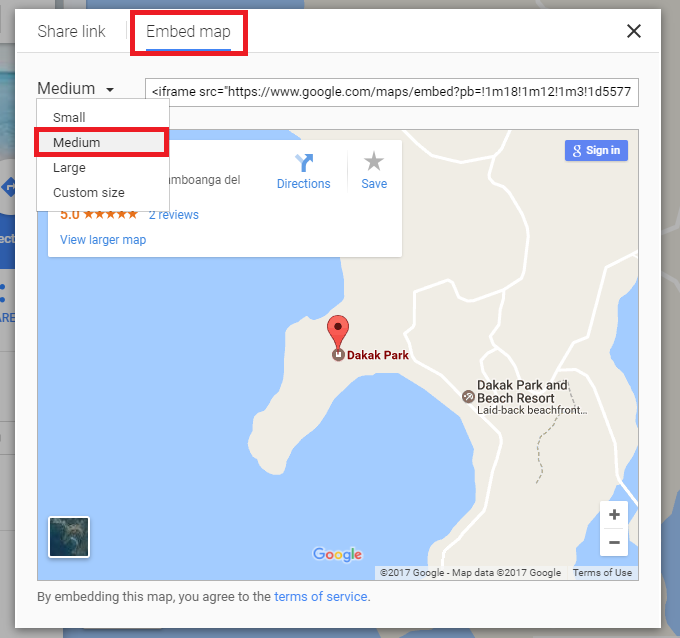 Share link
Embed map
Medium
<iframe src="https://www.google.com/maps/embed?pb=!1m18!1m12!1m3!1d5577
Small
Medium
Large
Custom size
amboanga del
Directions
Save
Sign in
5.0 ★★★★★ 2 reviews
View larger map
Dakak Park
Dakak Park and
Beach Resort
Laid-back beachfront...
+
−
Google
©2017 Google - Map data ©2017 Google Terms of Use
By embedding this map, you agree to the terms of service.